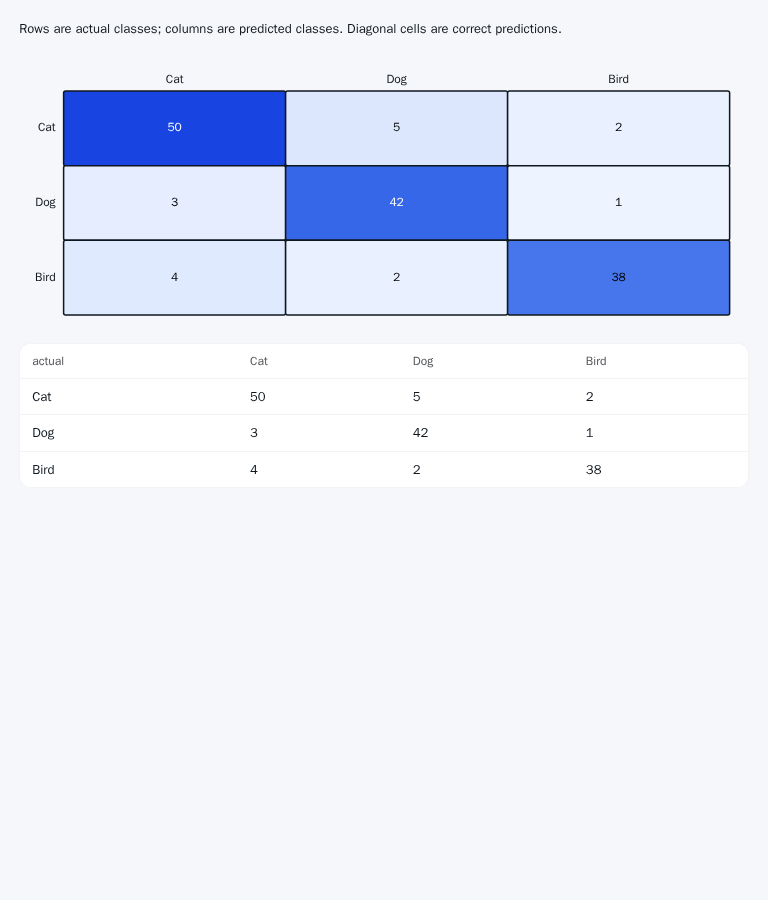 Rows are actual classes; columns are predicted classes. Diagonal cells are correct predictions.
Cat Dog Bird
Cat 50 5 2
Dog 3 42 1
Bird 4 2 38
actual Cat Dog Bird
Cat 50 5 2
Dog 3 42 1
Bird 4 2 38